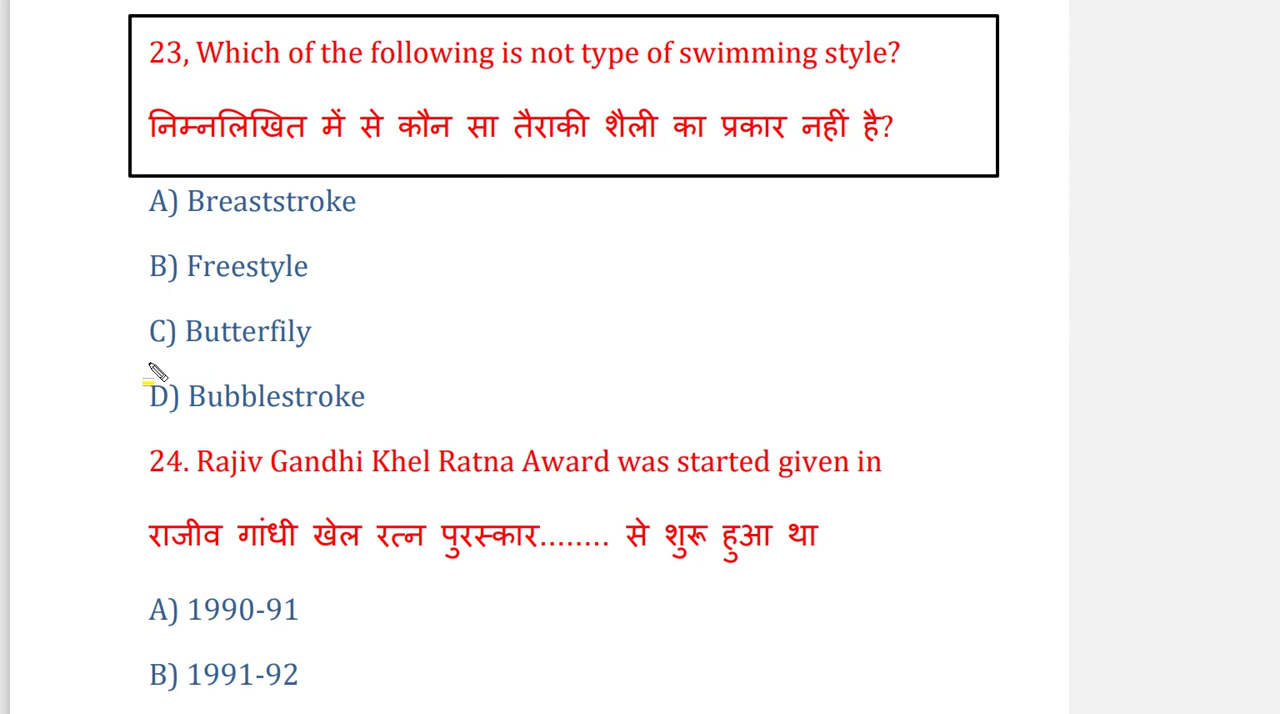 23, Which of the following is not type of swimming style?
निम्नलिखित में से कौन सा तैराकी शैली का प्रकार नहीं है?
A) Breaststroke
B) Freestyle
C) Butterfily
D) Bubblestroke
24. Rajiv Gandhi Khel Ratna Award was started given in
राजीव गांधी खेल रत्न पुरस्कार........ से शुरू हुआ था
A) 1990-91
B) 1991-92